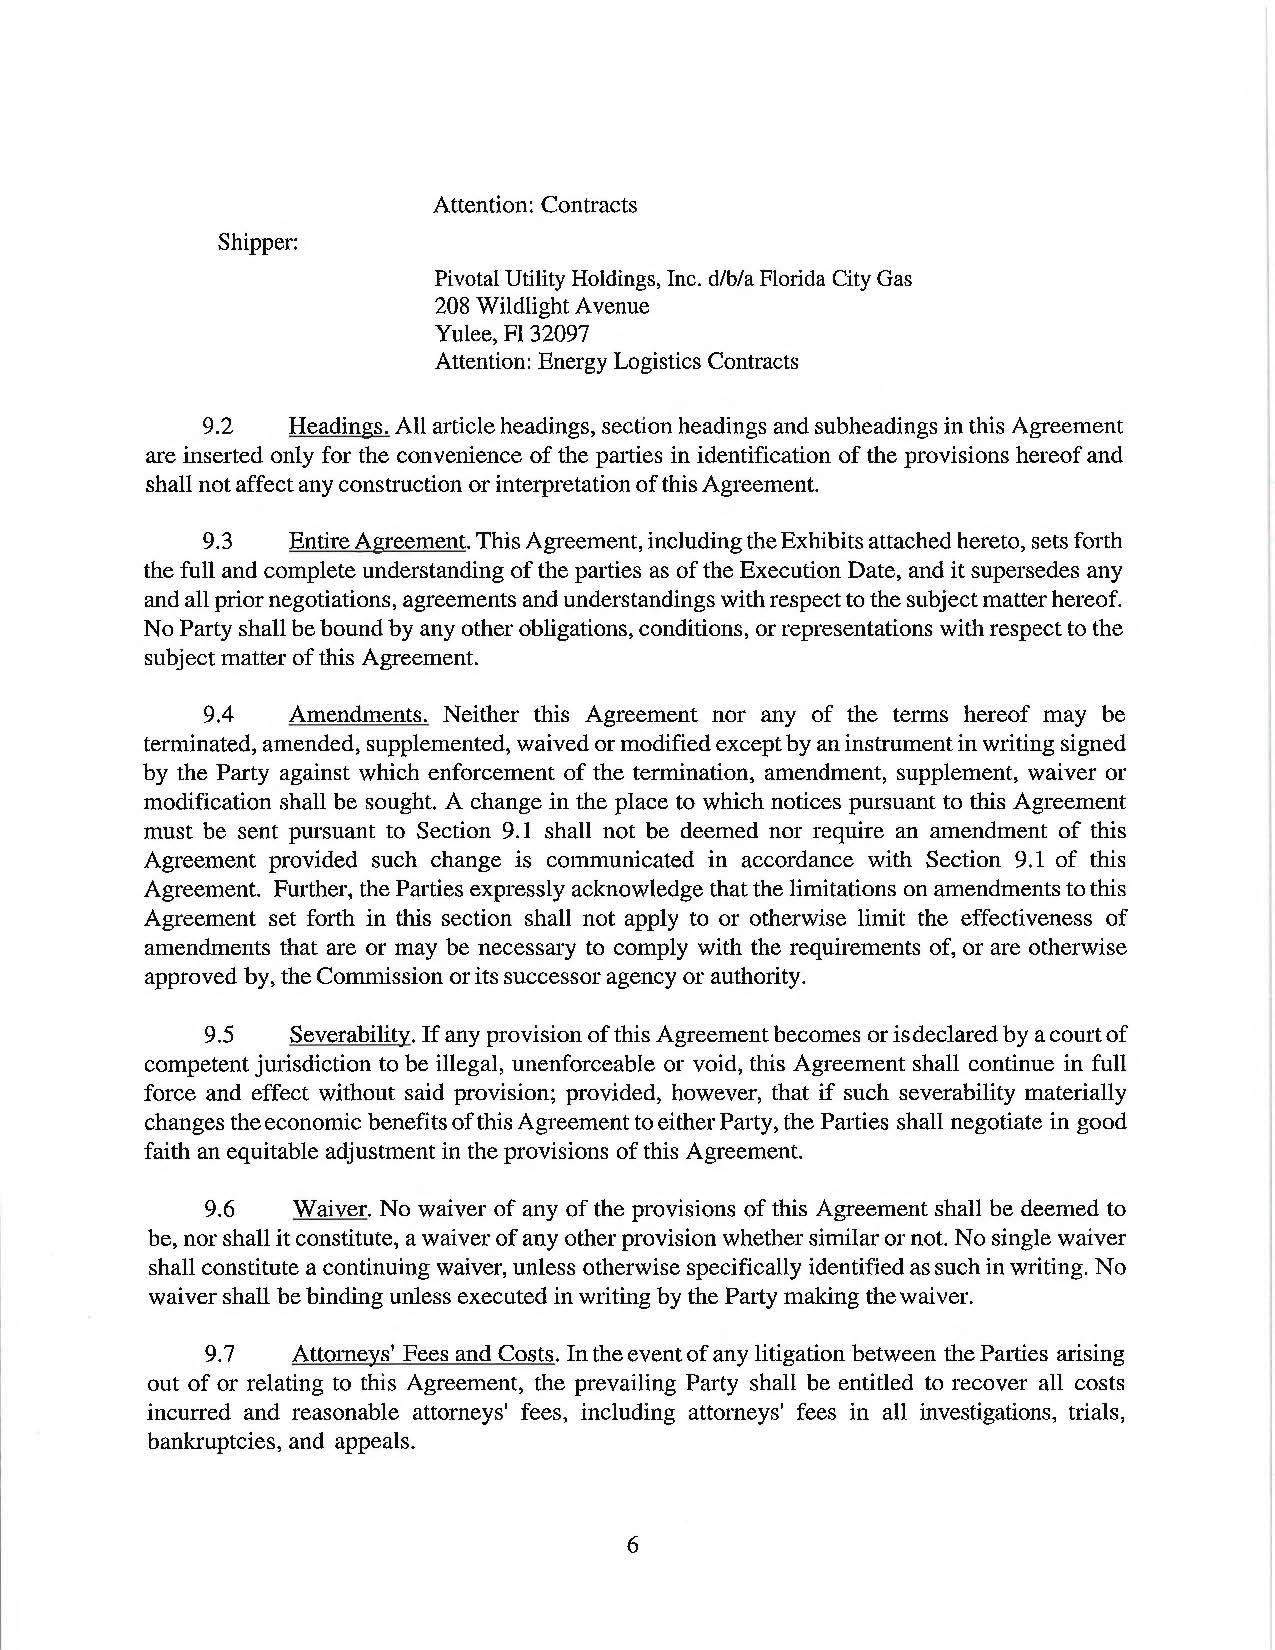 Attention: Contracts
Shipper:
Pivotal Utility Holdings, Inc. d/b/a Florida City Gas
208 Wildlight Avenue
Yulee, Fl 32097
Attention: Energy Logistics Contracts
9.2 Headings. All article headings, section headings and subheadings in this Agreement
are inserted only for the convenience of the parties in identification of the provisions hereof and
shall not affect any construction or interpretation of this Agreement.
9.3 Entire Agreement. This Agreement, including the Exhibits attached hereto, sets forth
the full and complete understanding of the parties as of the Execution Date, and it supersedes any
and all prior negotiations, agreements and understandings with respect to the subject matter hereof.
No Party shall be bound by any other obligations, conditions, or representations with respect to the
subject matter of this Agreement.
9.4 Amendments. Neither this Agreement nor any of the terms hereof may be
terminated, amended, supplemented, waived or modified except by an instrument in writing signed
by the Party against which enforcement of the termination, amendment, supplement, waiver or
modification shall be sought. A change in the place to which notices pursuant to this Agreement
must be sent pursuant to Section 9.1 shall not be deemed nor require an amendment of this
Agreement provided such change is communicated in accordance with Section 9.1 of this
Agreement. Further, the Parties expressly acknowledge that the limitations on amendments to this
Agreement set forth in this section shall not apply to or otherwise limit the effectiveness of
amendments that are or may be necessary to comply with the requirements of, or are otherwise
approved by, the Commission or its successor agency or authority.
9.5 Severability. If any provision of this Agreement becomes or is declared by a court of
competent jurisdiction to be illegal, unenforceable or void, this Agreement shall continue in full
force and effect without said provision; provided, however, that if such severability materially
changes the economic benefits of this Agreement to either Party, the Parties shall negotiate in good
faith an equitable adjustment in the provisions of this Agreement.
9.6 Waiver. No waiver of any of the provisions of this Agreement shall be deemed to
be, nor shall it constitute, a waiver of any other provision whether similar or not. No single waiver
shall constitute a continuing waiver, unless otherwise specifically identified as such in writing. No
waiver shall be binding unless executed in writing by the Party making the waiver.
9.7 Attorneys' Fees and Costs. In the event of any litigation between the Parties arising
out of or relating to this Agreement, the prevailing Party shall be entitled to recover all costs
incurred and reasonable attorneys' fees, including attorneys' fees in all investigations, trials,
bankruptcies, and appeals.
6